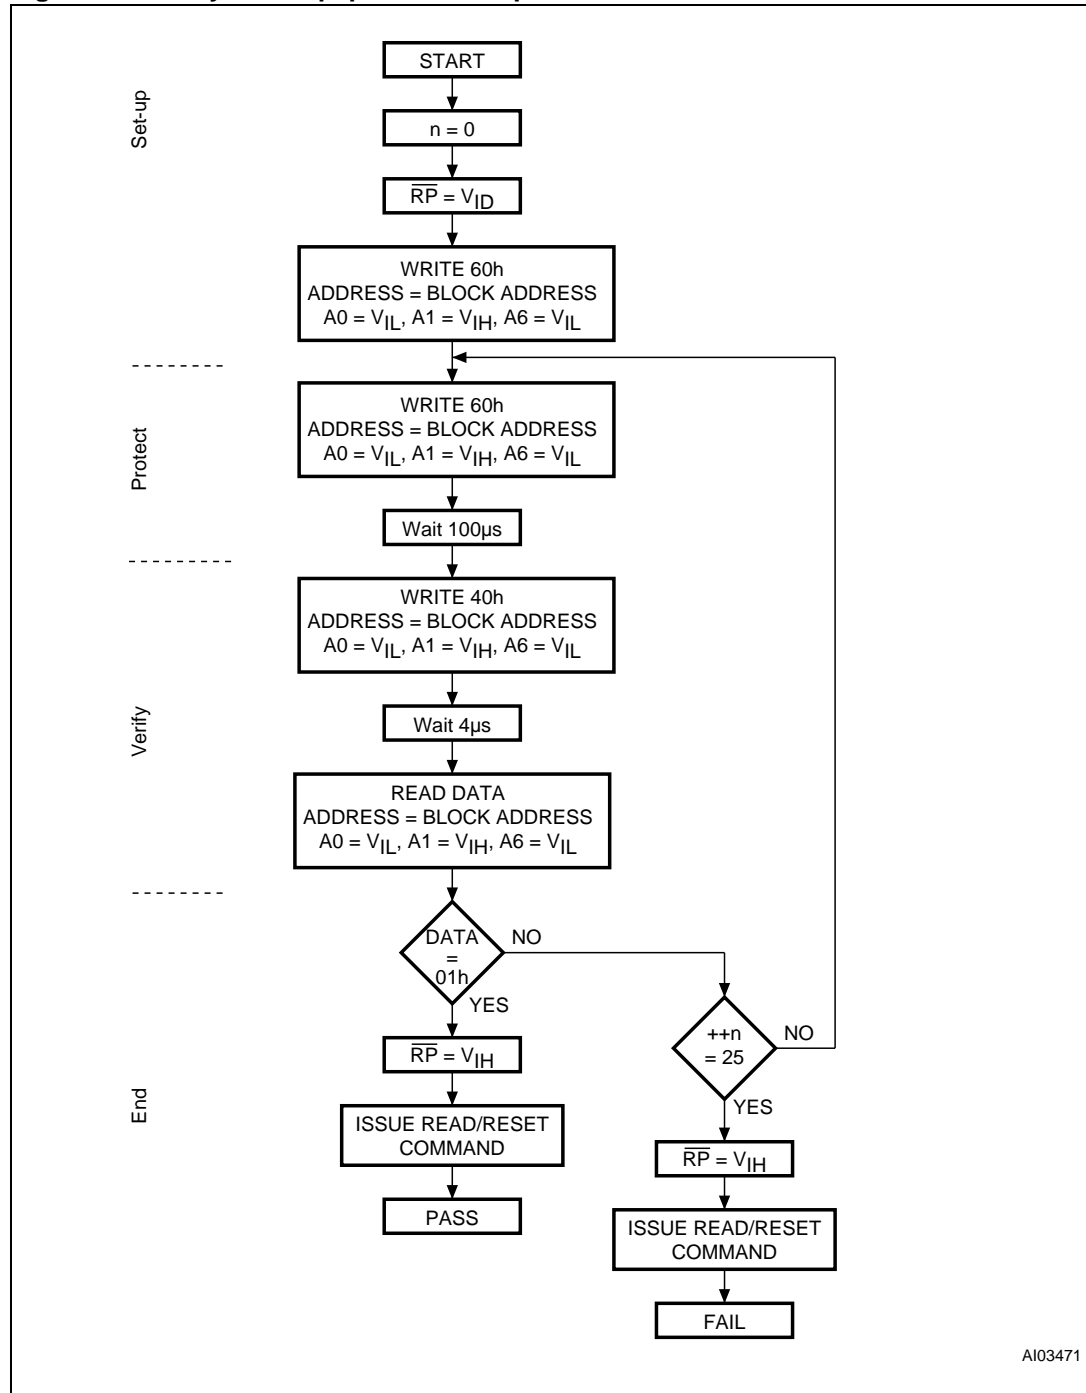 START
Set-up
n = 0
RP = VID
WRITE 60h
ADDRESS = BLOCK ADDRESS
A0 = VIL, A1 = VIH, A6 = VIL
Protect
WRITE 60h
ADDRESS = BLOCK ADDRESS
A0 = VIL, A1 = VIH, A6 = VIL
Wait 100µs
Verify
WRITE 40h
ADDRESS = BLOCK ADDRESS
A0 = VIL, A1 = VIH, A6 = VIL
Wait 4µs
READ DATA
ADDRESS = BLOCK ADDRESS
A0 = VIL, A1 = VIH, A6 = VIL
End
DATA
=
01h
NO
YES
++n
= 25
NO
YES
RP = VIH
ISSUE READ/RESET
COMMAND
PASS
RP = VIH
ISSUE READ/RESET
COMMAND
FAIL
AI03471